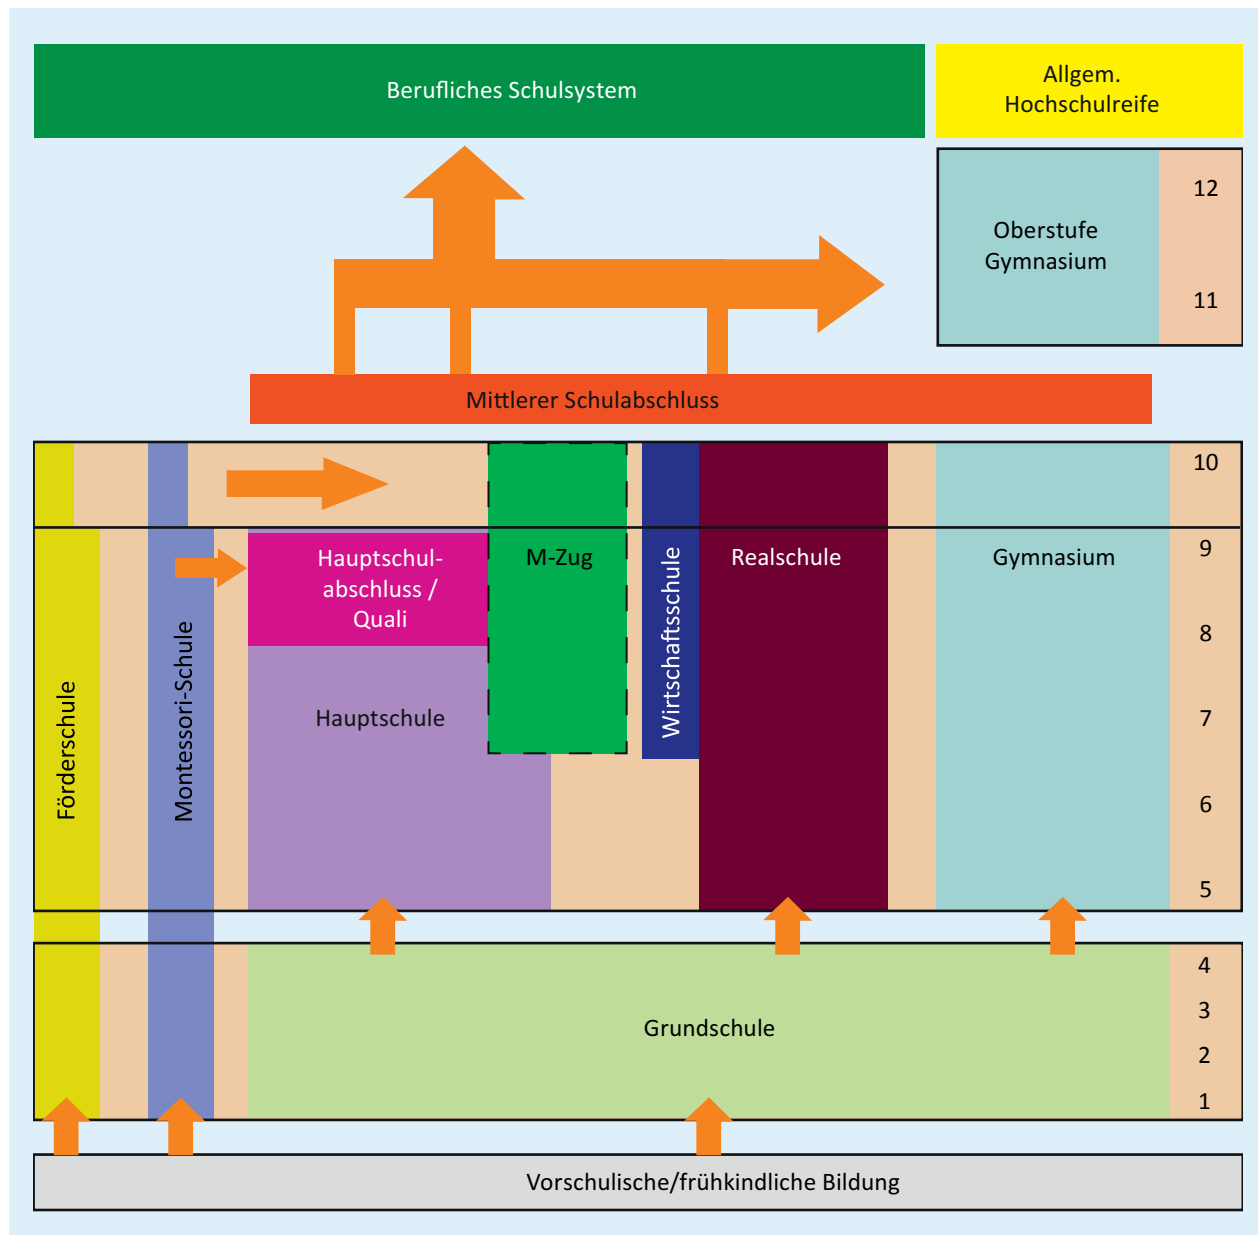 Berufliches Schulsystem
Allgem.
Hochschulreife
12
Oberstufe
Gymnasium
11
Mittlerer Schulabschluss
10
Hauptschul-
abschluss /
Quali
M-Zug
Wirtschaftsschule
Realschule
Gymnasium
9
8
Förderschule
Montessori-Schule
Hauptschule
7
6
5
4
3
Grundschule
2
1
Vorschulische/frühkindliche Bildung